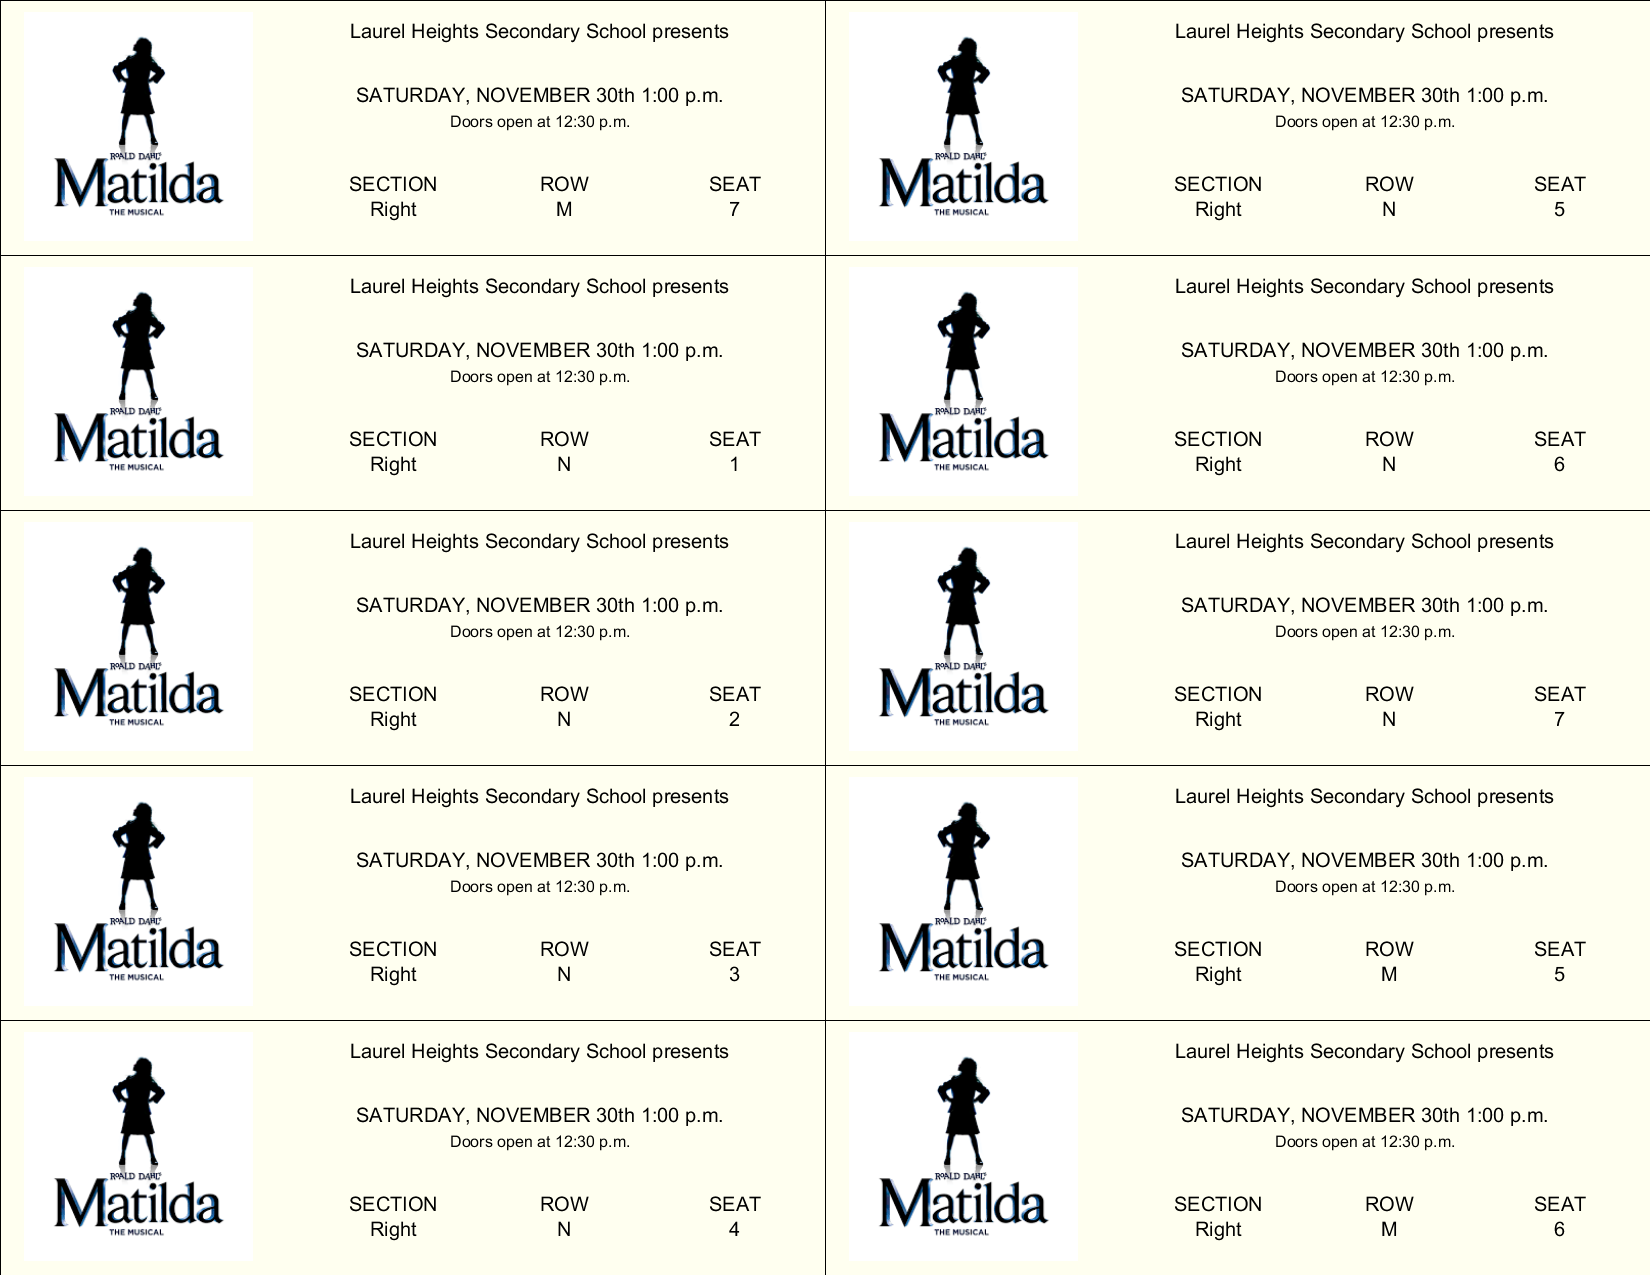 Laurel Heights Secondary School presents
SATURDAY, NOVEMBER 30th 1:00 p.m.
Doors open at 12:30 p.m.
ROALD DAHL'S
Matilda
THE MUSICAL
SECTION ROW SEAT
Right M 7
Laurel Heights Secondary School presents
SATURDAY, NOVEMBER 30th 1:00 p.m.
Doors open at 12:30 p.m.
ROALD DAHL'S
Matilda
THE MUSICAL
SECTION ROW SEAT
Right N 5
Laurel Heights Secondary School presents
SATURDAY, NOVEMBER 30th 1:00 p.m.
Doors open at 12:30 p.m.
ROALD DAHL'S
Matilda
THE MUSICAL
SECTION ROW SEAT
Right N 1
Laurel Heights Secondary School presents
SATURDAY, NOVEMBER 30th 1:00 p.m.
Doors open at 12:30 p.m.
ROALD DAHL'S
Matilda
THE MUSICAL
SECTION ROW SEAT
Right N 6
Laurel Heights Secondary School presents
SATURDAY, NOVEMBER 30th 1:00 p.m.
Doors open at 12:30 p.m.
ROALD DAHL'S
Matilda
THE MUSICAL
SECTION ROW SEAT
Right N 2
Laurel Heights Secondary School presents
SATURDAY, NOVEMBER 30th 1:00 p.m.
Doors open at 12:30 p.m.
ROALD DAHL'S
Matilda
THE MUSICAL
SECTION ROW SEAT
Right N 7
Laurel Heights Secondary School presents
SATURDAY, NOVEMBER 30th 1:00 p.m.
Doors open at 12:30 p.m.
ROALD DAHL'S
Matilda
THE MUSICAL
SECTION ROW SEAT
Right N 3
Laurel Heights Secondary School presents
SATURDAY, NOVEMBER 30th 1:00 p.m.
Doors open at 12:30 p.m.
ROALD DAHL'S
Matilda
THE MUSICAL
SECTION ROW SEAT
Right M 5
Laurel Heights Secondary School presents
SATURDAY, NOVEMBER 30th 1:00 p.m.
Doors open at 12:30 p.m.
ROALD DAHL'S
Matilda
THE MUSICAL
SECTION ROW SEAT
Right N 4
Laurel Heights Secondary School presents
SATURDAY, NOVEMBER 30th 1:00 p.m.
Doors open at 12:30 p.m.
ROALD DAHL'S
Matilda
THE MUSICAL
SECTION ROW SEAT
Right M 6